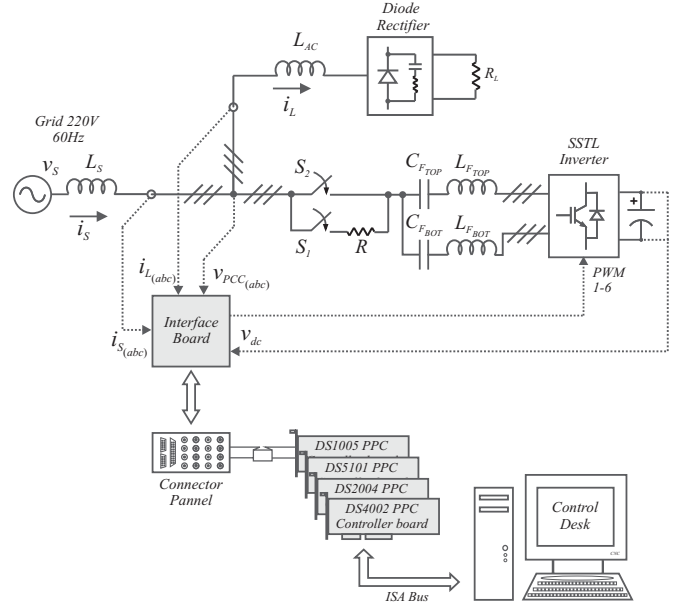 Diode
Rectifier
L_AC
i_L
R_L
Grid 220V
60Hz
v_S
L_S
i_S
S_2
S_1
R
C_F_TOP
L_F_TOP
C_F_BOT
L_F_BOT
SSTL
Inverter
+
PWM
1-6
i_L(abc)
v_PCC(abc)
i_S(abc)
Interface
Board
v_dc
Connector
Pannel
DS1005 PPC
DS5101 PPC
DS2004 PPC
DS4002 PPC
Controller board
ISA Bus
Control
Desk